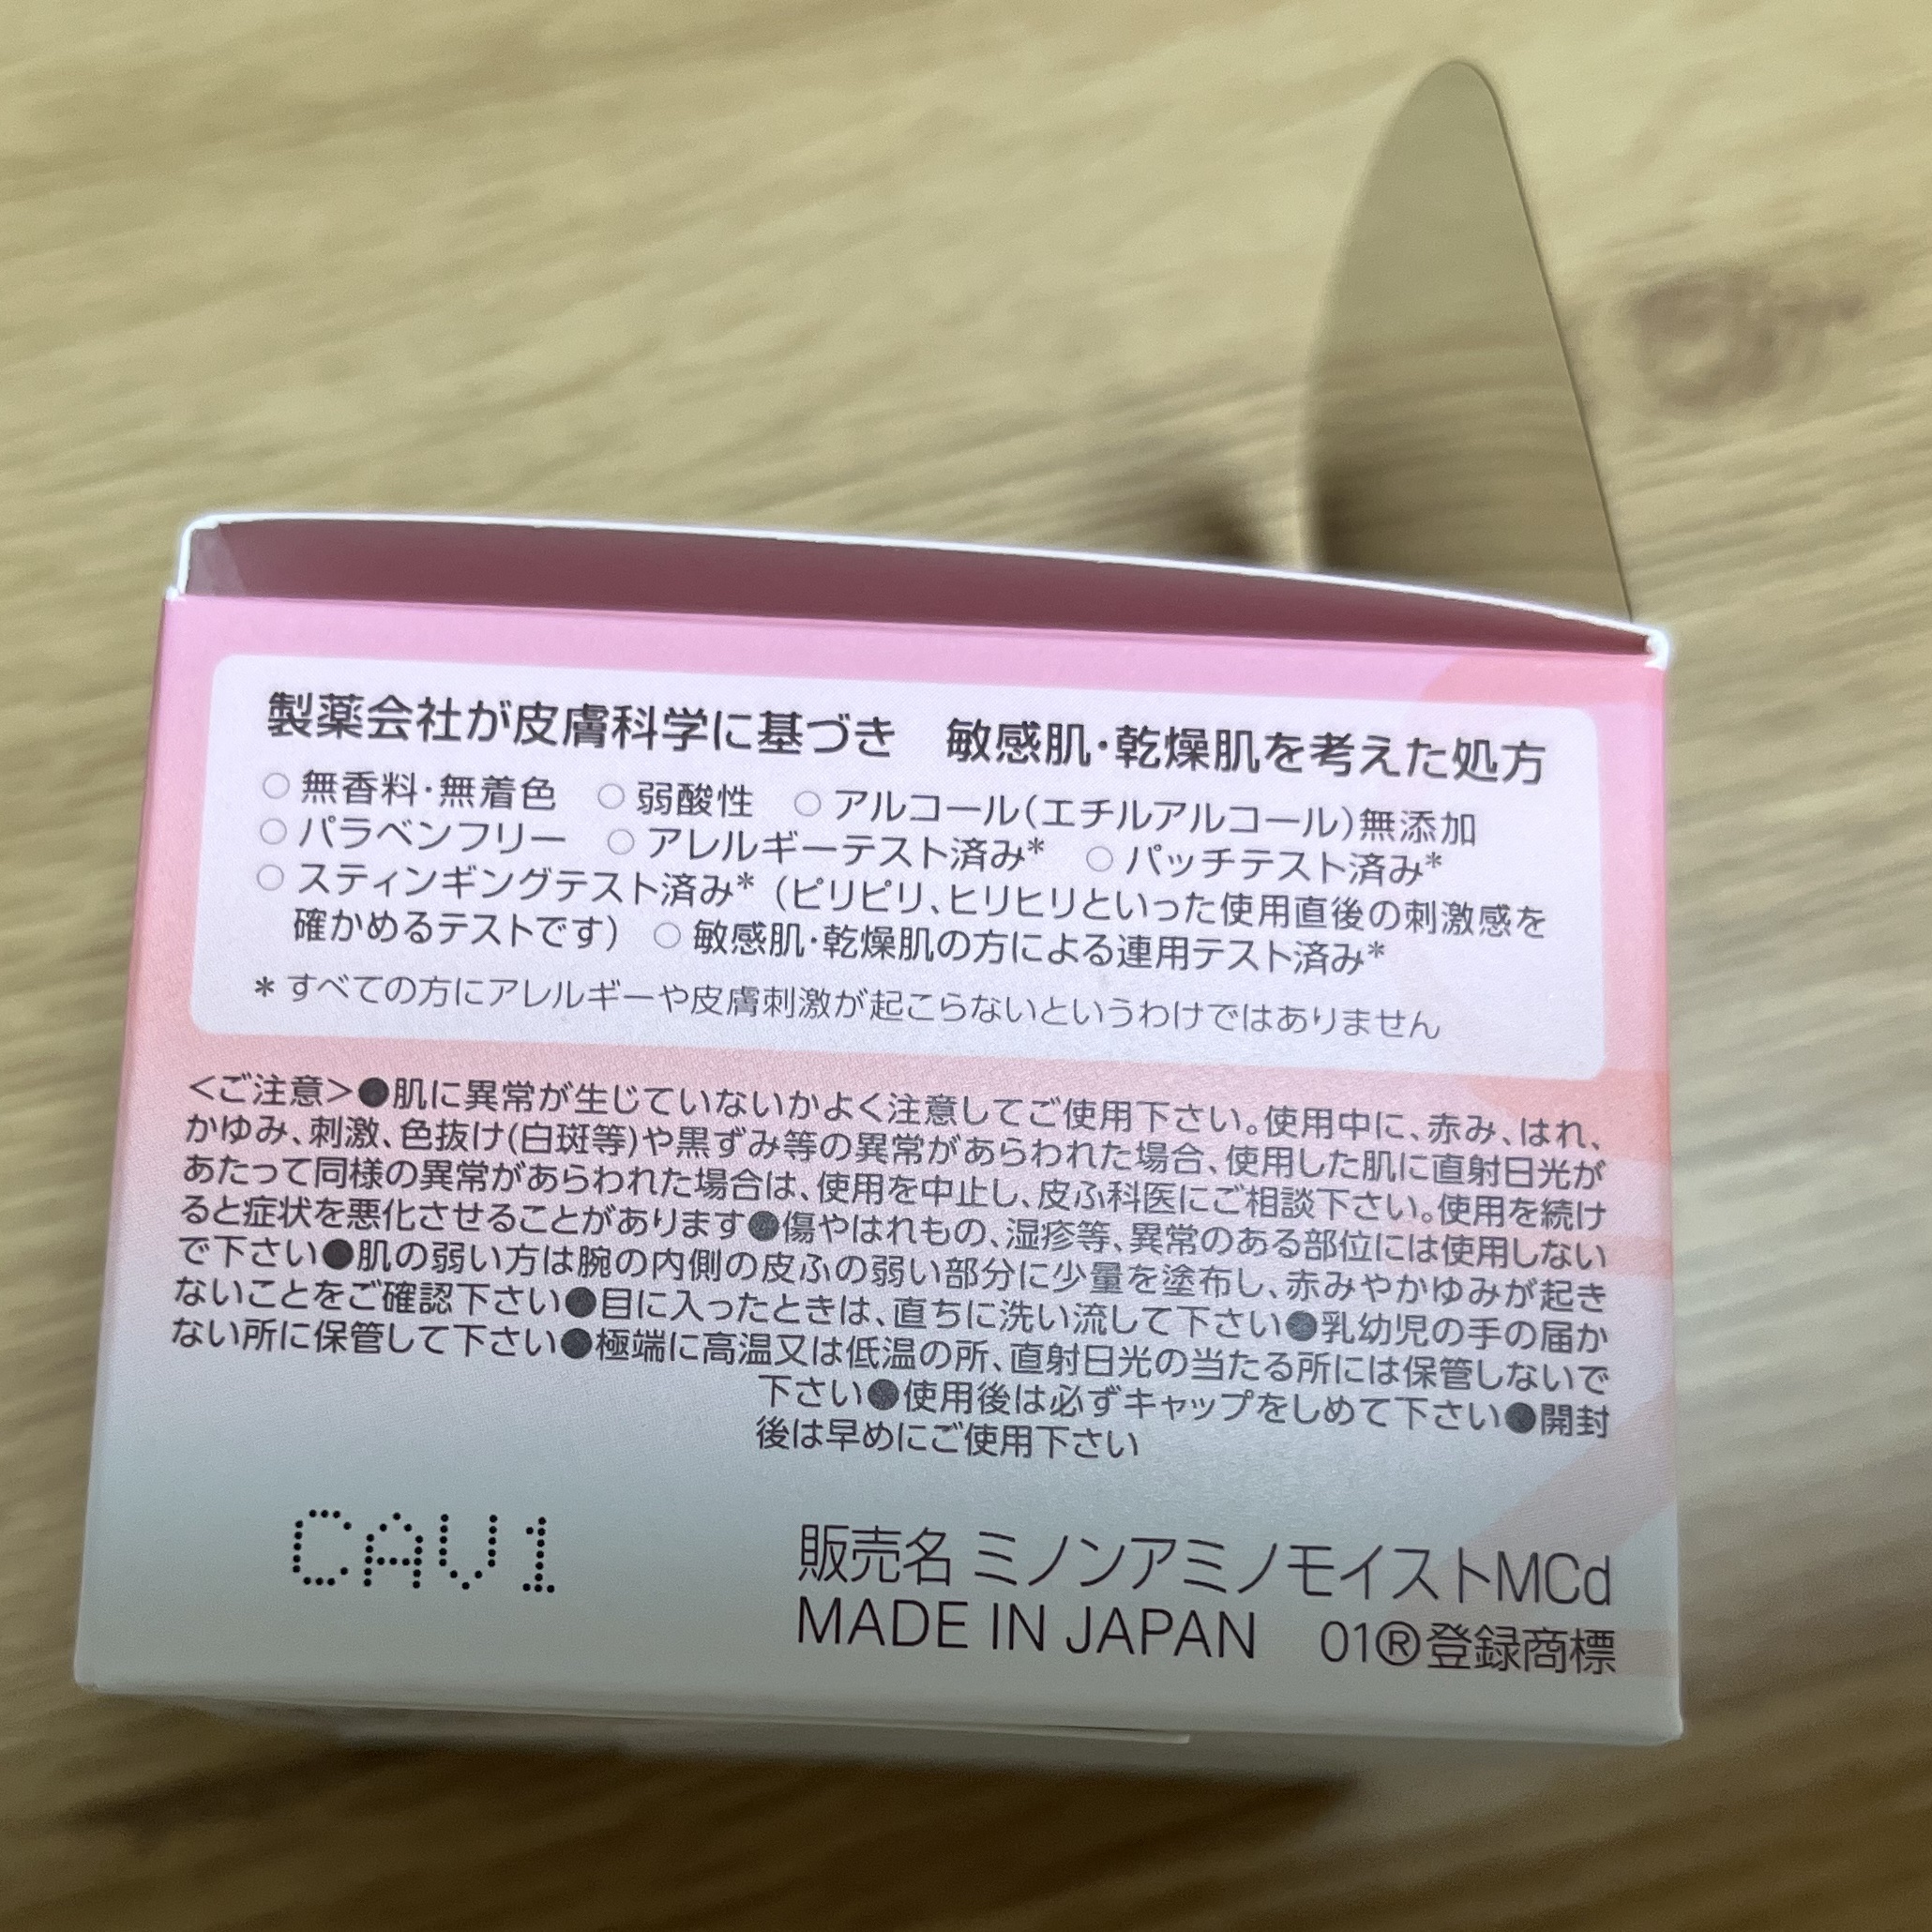 製薬会社が皮膚科学に基づき　敏感肌・乾燥肌を考えた処方
○ 無香料・無着色　○ 弱酸性　○ アルコール(エチルアルコール)無添加
○ パラベンフリー　○ アレルギーテスト済み*　○ パッチテスト済み*
○ スティンギングテスト済み*（ピリピリ、ヒリヒリといった使用直後の刺激感を
確かめるテストです）　○ 敏感肌・乾燥肌の方による連用テスト済み*
* すべての方にアレルギーや皮膚刺激が起こらないというわけではありません
<ご注意>●肌に異常が生じていないかよく注意してご使用下さい。使用中に、赤み、はれ、
かゆみ、刺激、色抜け(白斑等)や黒ずみ等の異常があらわれた場合、使用した肌に直射日光が
あたって同様の異常があらわれた場合は、使用を中止し、皮ふ科医にご相談下さい。使用を続け
ると症状を悪化させることがあります●傷やはれもの、湿疹等、異常のある部位には使用しない
で下さい●肌の弱い方は腕の内側の皮ふの弱い部分に少量を塗布し、赤みやかゆみが起き
ないことをご確認下さい●目に入ったときは、直ちに洗い流して下さい●乳幼児の手の届か
ない所に保管して下さい●極端に高温又は低温の所、直射日光の当たる所には保管しないで
下さい●使用後は必ずキャップをしめて下さい●開封
後は早めにご使用下さい
CAV1
販売名 ミノンアミノモイストMCd
MADE IN JAPAN　01®登録商標